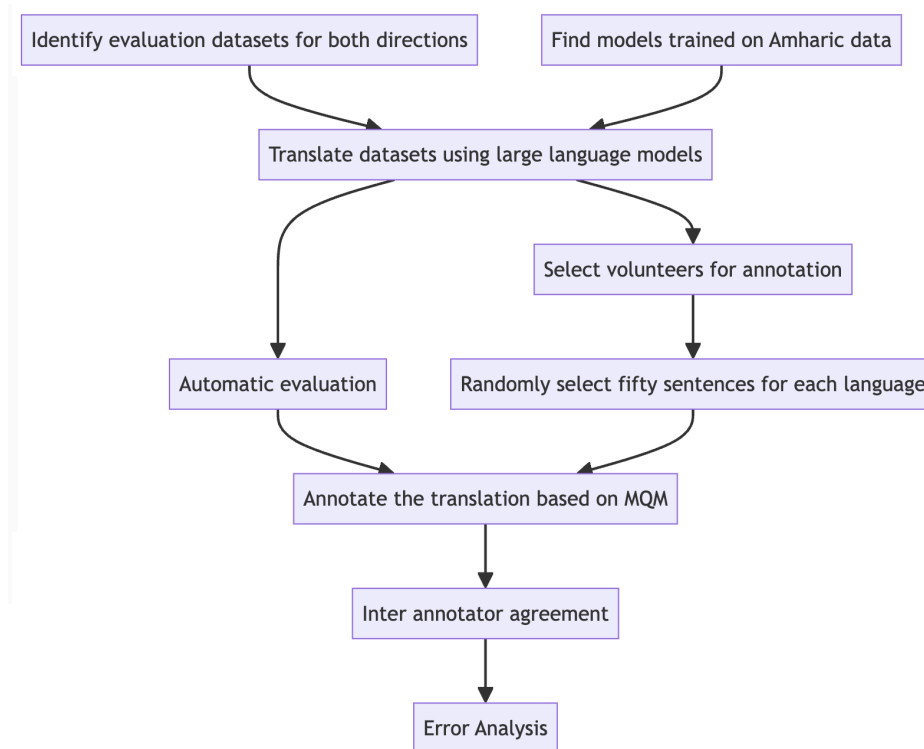 Identify evaluation datasets for both directions
Find models trained on Amharic data
Translate datasets using large language models
Select volunteers for annotation
Automatic evaluation
Randomly select fifty sentences for each language
Annotate the translation based on MQM
Inter annotator agreement
Error Analysis